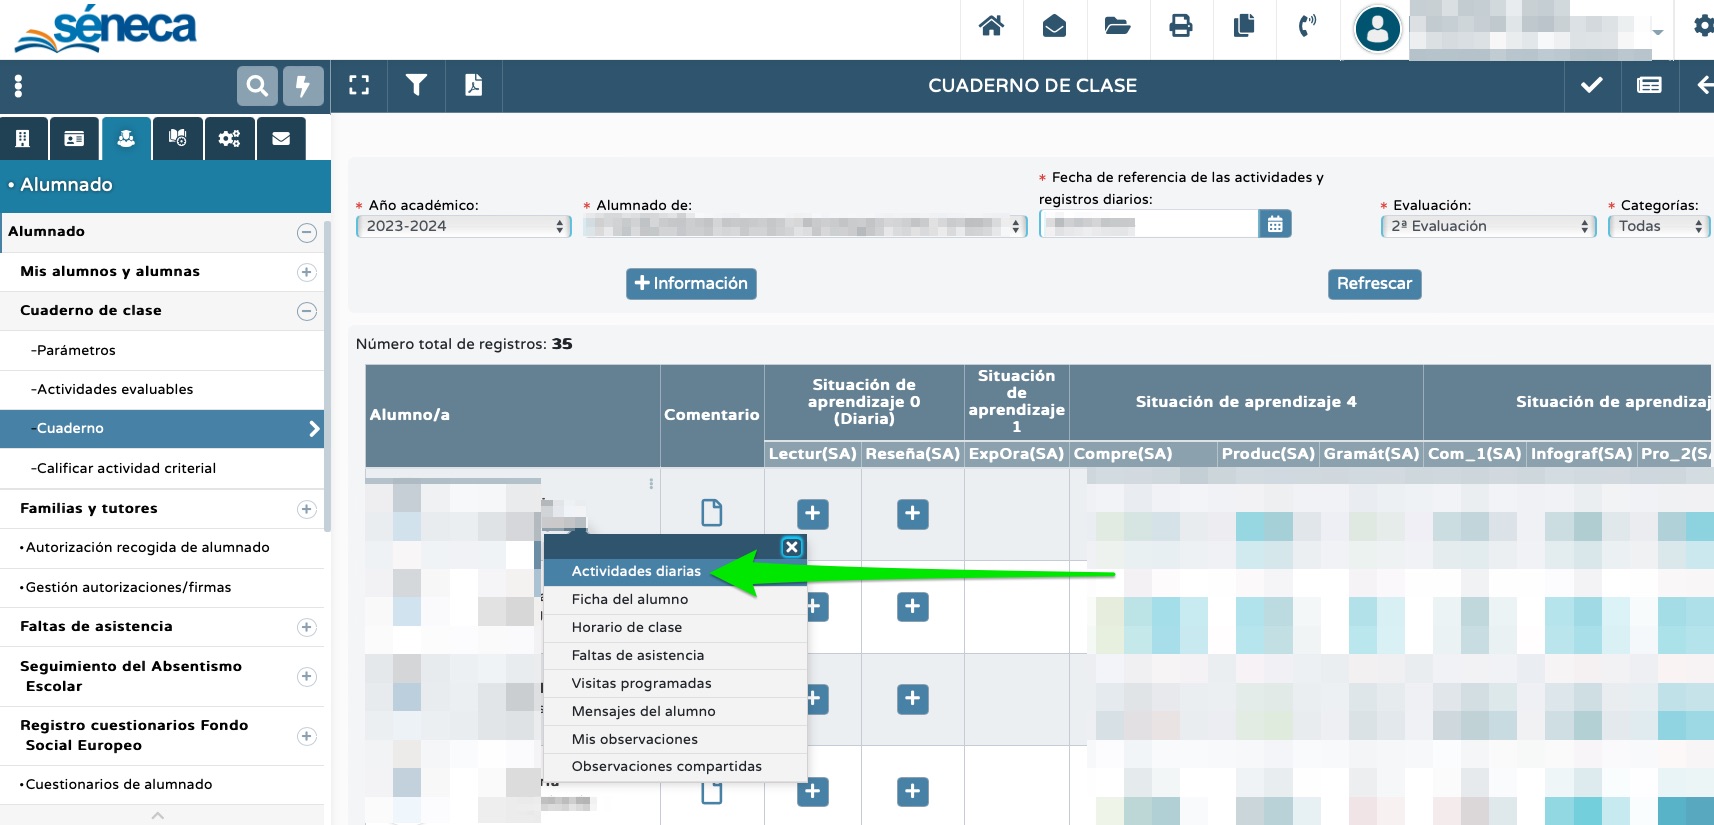 séneca
CUADERNO DE CLASE
• Alumnado
Alumnado
Mis alumnos y alumnas
Cuaderno de clase
-Parámetros
-Actividades evaluables
-Cuaderno
-Calificar actividad criterial
Familias y tutores
•Autorización recogida de alumnado
•Gestión autorizaciones/firmas
Faltas de asistencia
Seguimiento del Absentismo
Escolar
Registro cuestionarios Fondo
Social Europeo
•Cuestionarios de alumnado
* Año académico:
2023-2024
* Alumnado de:
* Fecha de referencia de las actividades y
registros diarios:
* Evaluación:
2ª Evaluación
* Categorías:
Todas
+ Información
Refrescar
Número total de registros: 35
Alumno/a
Comentario
Situación de
aprendizaje 0
(Diaria)
Situación
de
aprendizaje
1
Situación de aprendizaje 4
Situación de aprendizaj
Lectur(SA) Reseña(SA) ExpOra(SA) Compre(SA) Produc(SA) Gramát(SA) Com_1(SA) Infograf(SA) Pro_2(SA
Actividades diarias
Ficha del alumno
Horario de clase
Faltas de asistencia
Visitas programadas
Mensajes del alumno
Mis observaciones
Observaciones compartidas